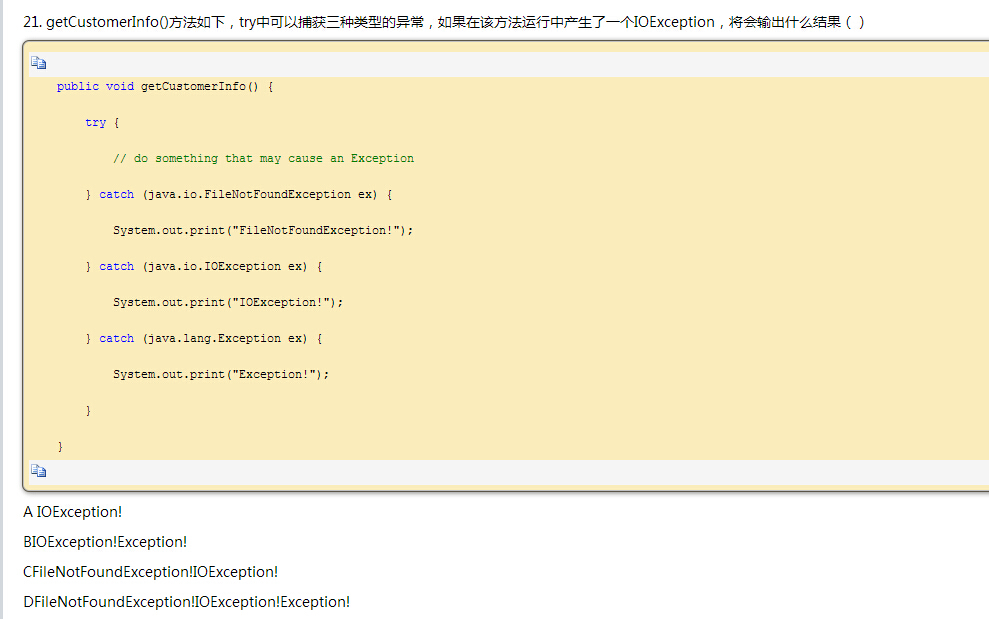 21. getCustomerInfo()方法如下，try中可以捕获三种类型的异常，如果在该方法运行中产生了一个IOException，将会输出什么结果（ ）
public void getCustomerInfo() {
try {
// do something that may cause an Exception
} catch (java.io.FileNotFoundException ex) {
System.out.print("FileNotFoundException!");
} catch (java.io.IOException ex) {
System.out.print("IOException!");
} catch (java.lang.Exception ex) {
System.out.print("Exception!");
}
}
A IOException!
BIOException!Exception!
CFileNotFoundException!IOException!
DFileNotFoundException!IOException!Exception!